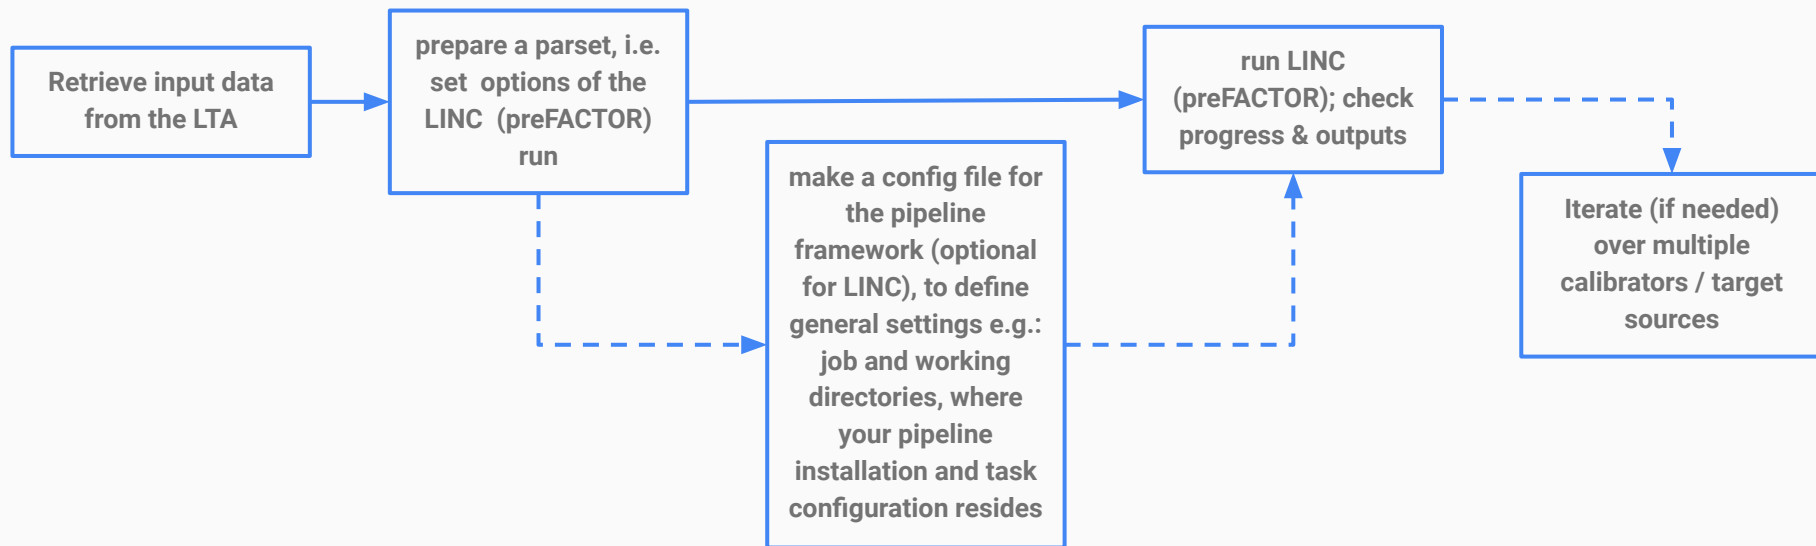 Retrieve input data
from the LTA
prepare a parset, i.e.
set options of the
LINC (preFACTOR)
run
make a config file for
the pipeline
framework (optional
for LINC), to define
general settings e.g.:
job and working
directories, where
your pipeline
installation and task
configuration resides
run LINC
(preFACTOR); check
progress & outputs
Iterate (if needed)
over multiple
calibrators / target
sources